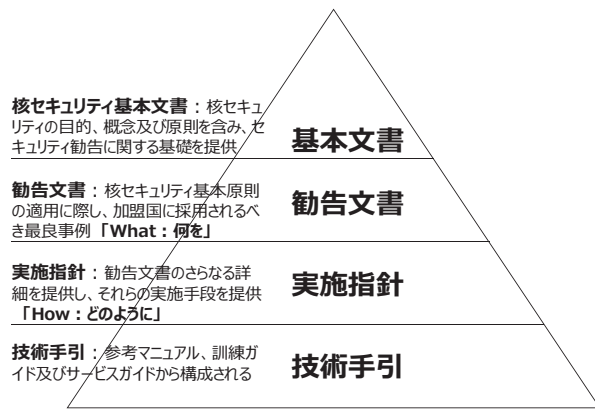 核セキュリティ基本文書：核セキュ
リティの目的、概念及び原則を含み、セ
キュリティ勧告に関する基礎を提供
基本文書
勧告文書：核セキュリティ基本原則
の適用に際し、加盟国に採用されるべ
き最良事例「What：何を」
勧告文書
実施指針：勧告文書のさらなる詳
細を提供し、それらの実施手段を提供
「How：どのように」
実施指針
技術手引：参考マニュアル、訓練ガ
イド及びサービスガイドから構成される
技術手引